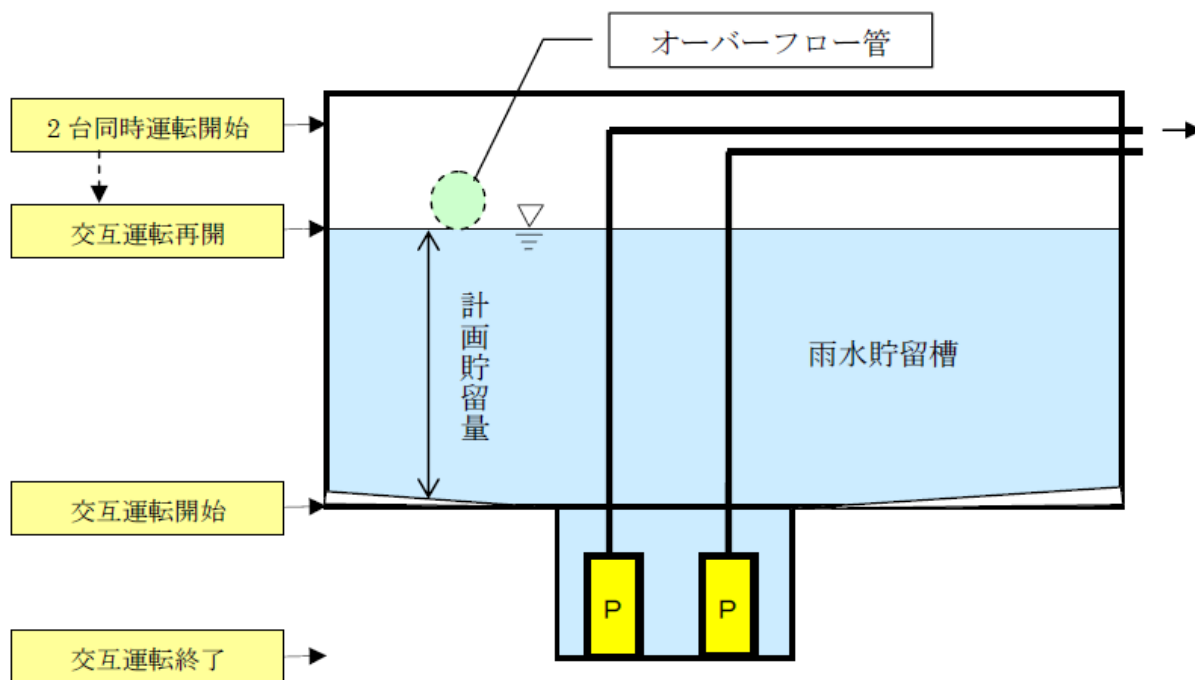 オーバーフロー管
2台同時運転開始
交互運転再開
計画貯留量
雨水貯留槽
交互運転開始
P P
交互運転終了